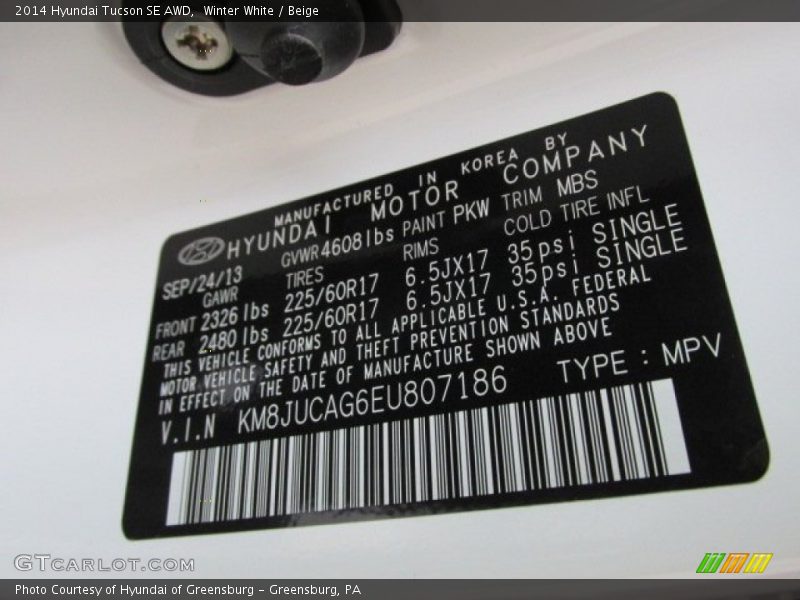 2014 Hyundai Tucson SE AWD,  Winter White / Beige
MANUFACTURED IN KOREA BY
HYUNDAI MOTOR COMPANY
SEP/24/13 GVWR 4608 lbs PAINT PKW TRIM MBS
GAWR TIRES RIMS COLD TIRE INFL
FRONT 2326 lbs 225/60R17 6.5JX17 35psi SINGLE
REAR 2480 lbs 225/60R17 6.5JX17 35psi SINGLE
THIS VEHICLE CONFORMS TO ALL APPLICABLE U.S.A. FEDERAL
MOTOR VEHICLE SAFETY AND THEFT PREVENTION STANDARDS
IN EFFECT ON THE DATE OF MANUFACTURE SHOWN ABOVE
V.I.N KM8JUCAG6EU807186 TYPE : MPV
GTCARLOT.COM
Photo Courtesy of Hyundai of Greensburg – Greensburg, PA